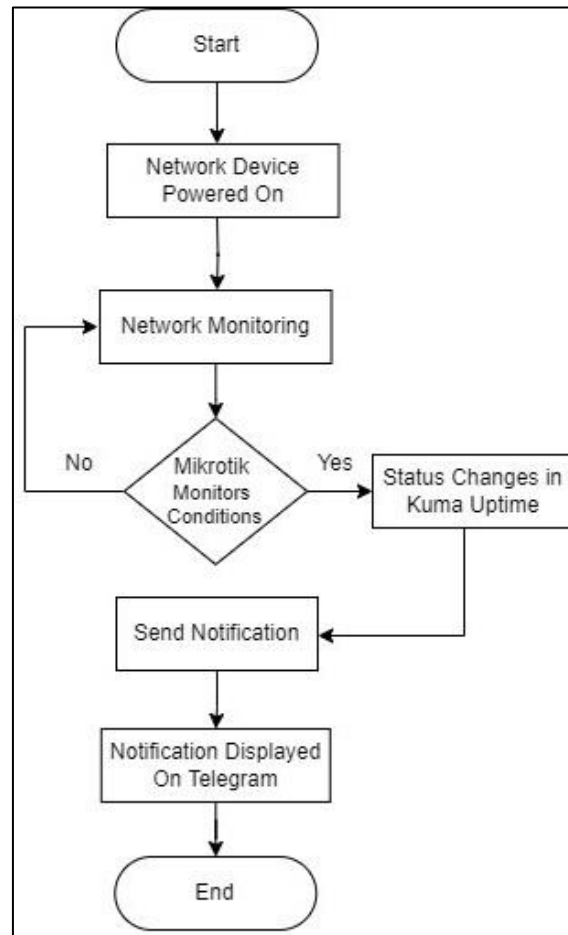 Start
Network Device
Powered On
Network Monitoring
No
Mikrotik
Monitors
Conditions
Yes
Status Changes in
Kuma Uptime
Send Notification
Notification Displayed
On Telegram
End